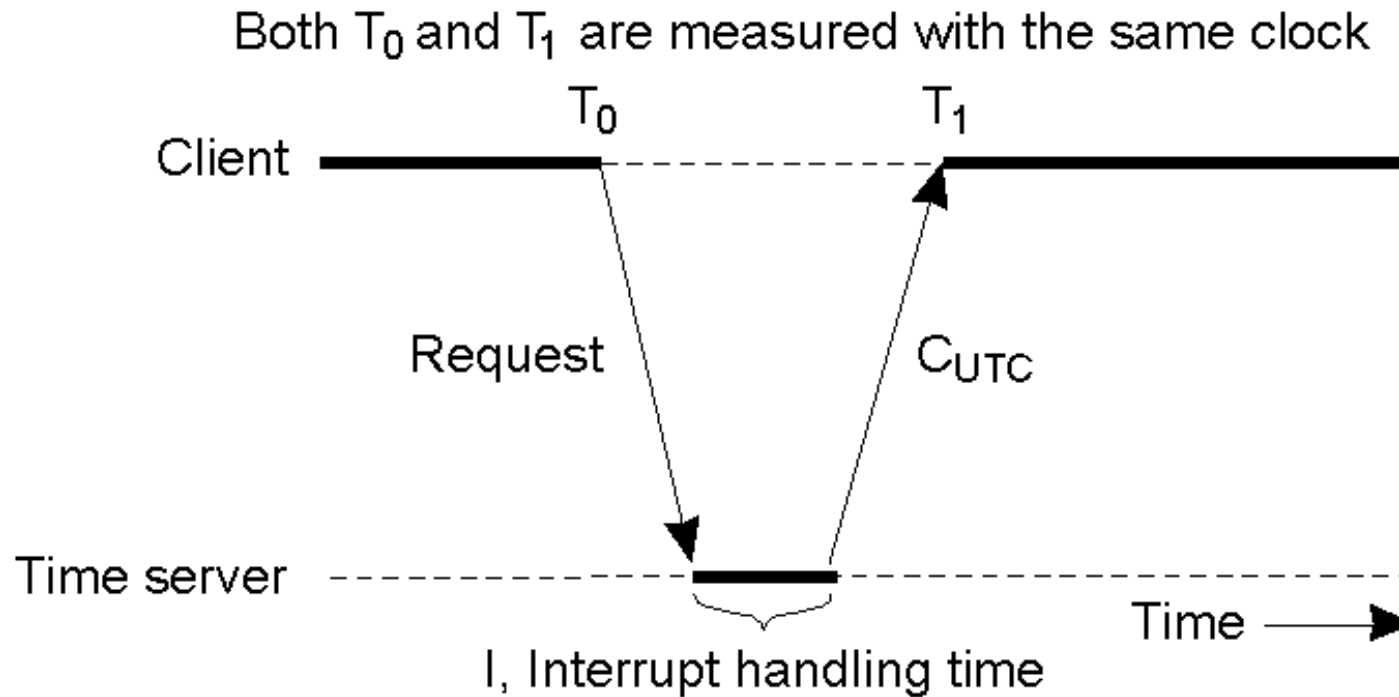 Both T₀ and T₁ are measured with the same clock
T₀
T₁
Client
Request
C_UTC
Time server
Time
I, Interrupt handling time